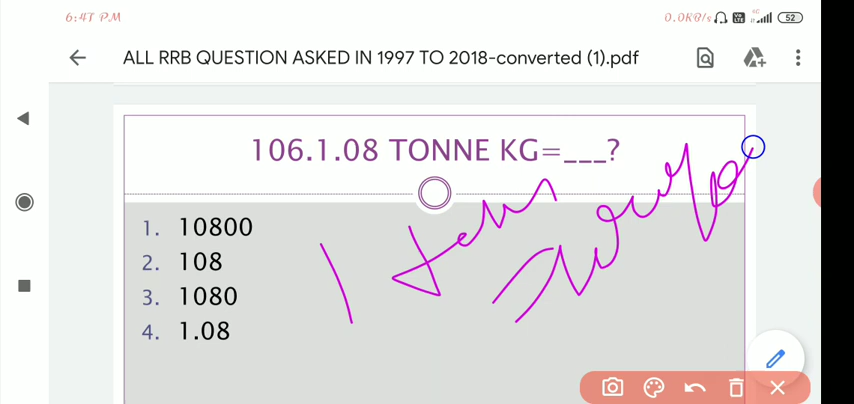 6:47 PM 0.0KB/s 52
ALL RRB QUESTION ASKED IN 1997 TO 2018-converted (1).pdf
106.1.08 TONNE KG=___?
1. 10800
2. 108
3. 1080
4. 1.08